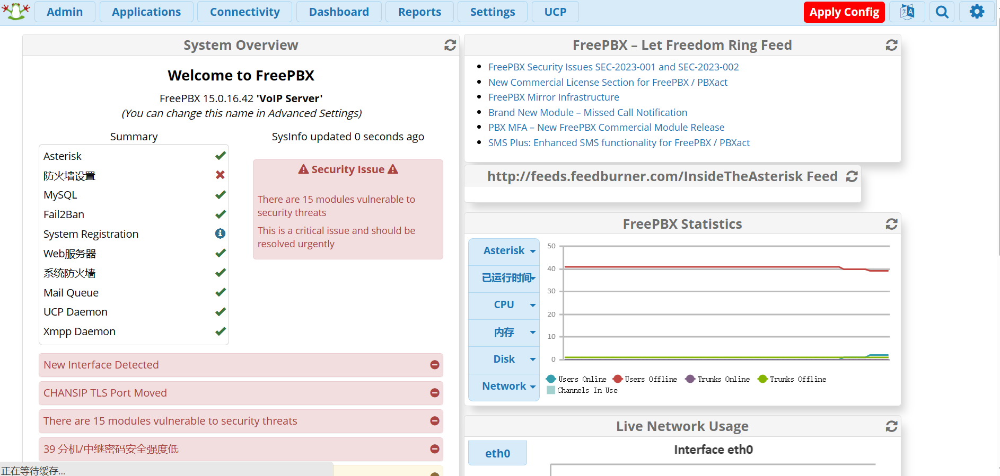 Admin
Applications
Connectivity
Dashboard
Reports
Settings
UCP
Apply Config
System Overview
Welcome to FreePBX
FreePBX 15.0.16.42 'VoIP Server'
(You can change this name in Advanced Settings)
Summary
Asterisk
防火墙设置
MySQL
Fail2Ban
System Registration
Web服务器
系统防火墙
Mail Queue
UCP Daemon
Xmpp Daemon
SysInfo updated 0 seconds ago
Security Issue
There are 15 modules vulnerable to
security threats
This is a critical issue and should be
resolved urgently
New Interface Detected
CHANSIP TLS Port Moved
There are 15 modules vulnerable to security threats
39 分机/中继密码安全强度低
正在等待缓存...
FreePBX – Let Freedom Ring Feed
FreePBX Security Issues SEC-2023-001 and SEC-2023-002
New Commercial License Section for FreePBX / PBXact
FreePBX Mirror Infrastructure
Brand New Module – Missed Call Notification
PBX MFA – New FreePBX Commercial Module Release
SMS Plus: Enhanced SMS functionality for FreePBX / PBXact
http://feeds.feedburner.com/InsideTheAsterisk Feed
FreePBX Statistics
Asterisk
已运行时间
CPU
内存
Disk
Network
50
40
30
20
10
0
Users Online
Users Offline
Trunks Online
Trunks Offline
Channels In Use
Live Network Usage
eth0
Interface eth0